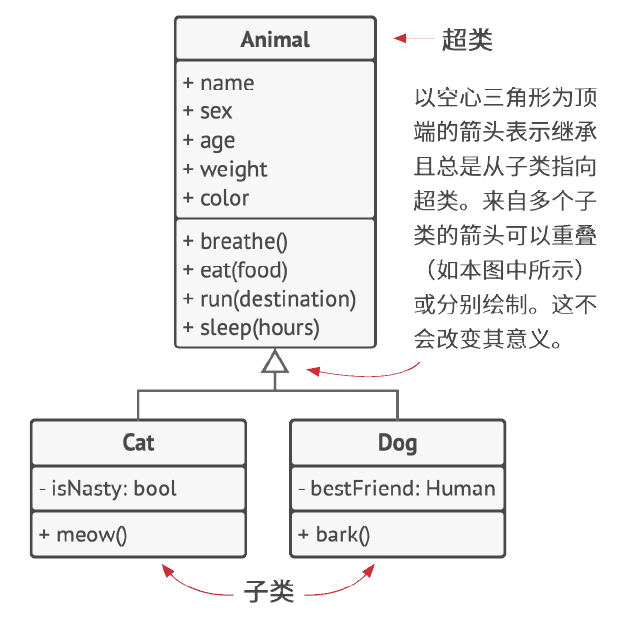 Animal
+ name
+ sex
+ age
+ weight
+ color
+ breathe()
+ eat(food)
+ run(destination)
+ sleep(hours)
超类
以空心三角形为顶
端的箭头表示继承
且总是从子类指向
超类。来自多个子
类的箭头可以重叠
（如本图中所示）
或分别绘制。这不
会改变其意义。
Cat
- isNasty: bool
+ meow()
Dog
- bestFriend: Human
+ bark()
子类